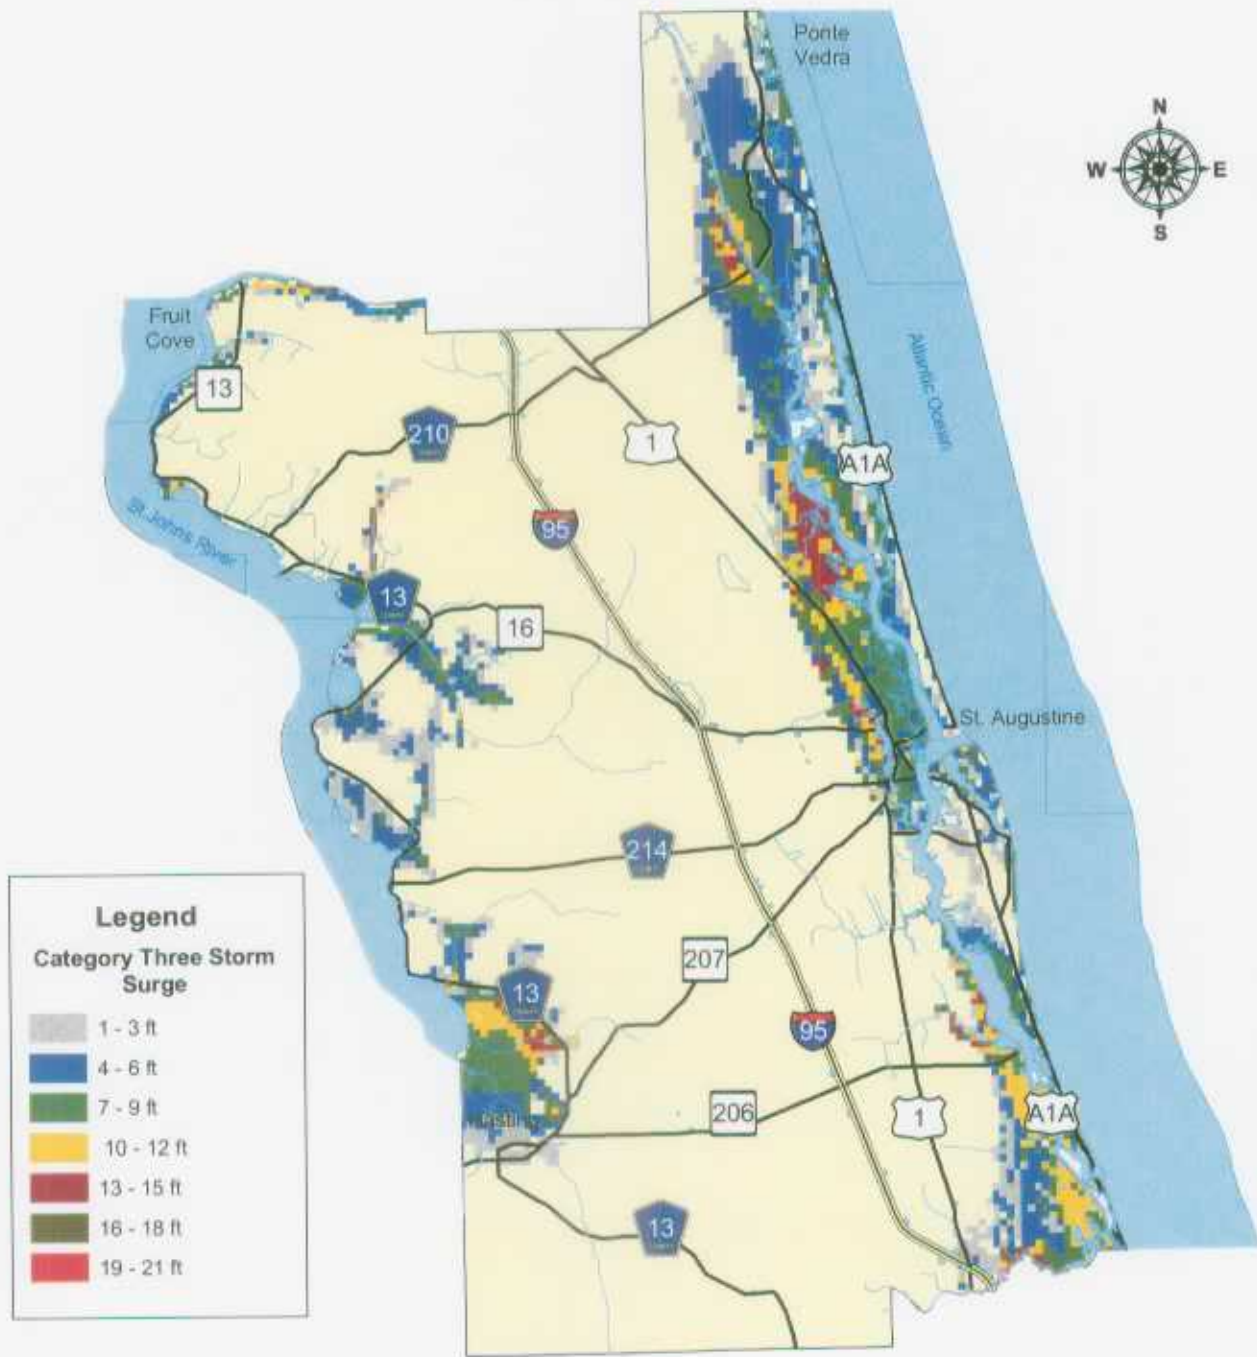 Ponte
Vedra
N
W
E
S
Fruit
Cove
13
210
1
Atlantic Ocean
A1A
95
St. Johns River
13
16
St. Augustine
214
207
13
95
206
1
A1A
13
Legend
Category Three Storm
Surge
1 - 3 ft
4 - 6 ft
7 - 9 ft
10 - 12 ft
13 - 15 ft
16 - 18 ft
19 - 21 ft